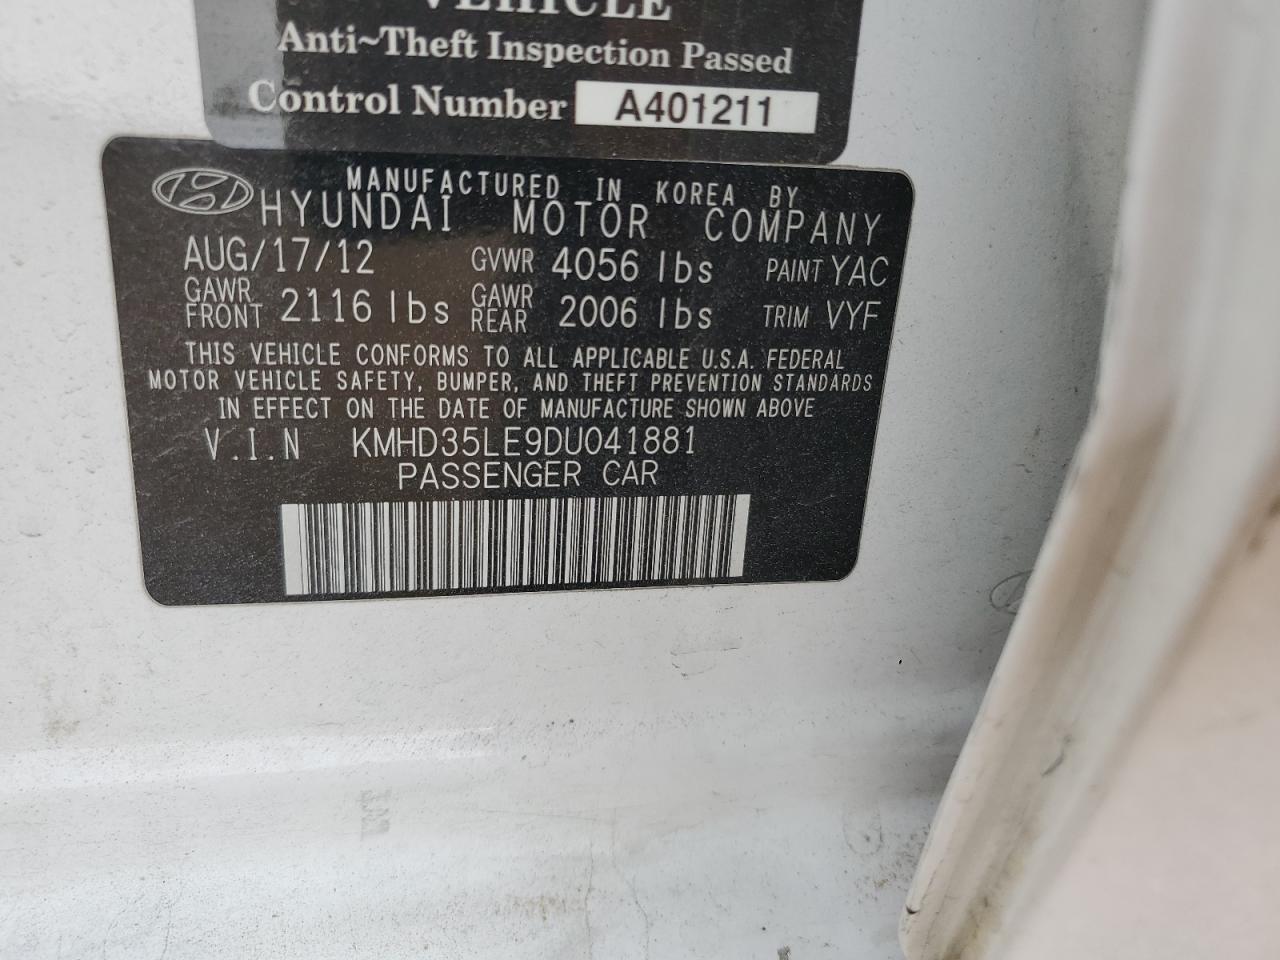 VEHICLE
Anti~Theft Inspection Passed
Control Number A401211
MANUFACTURED IN KOREA BY
HYUNDAI MOTOR COMPANY
AUG/17/12 GVWR 4056 lbs PAINT YAC
GAWR FRONT 2116 lbs GAWR REAR 2006 lbs TRIM VYF
THIS VEHICLE CONFORMS TO ALL APPLICABLE U.S.A. FEDERAL
MOTOR VEHICLE SAFETY, BUMPER, AND THEFT PREVENTION STANDARDS
IN EFFECT ON THE DATE OF MANUFACTURE SHOWN ABOVE
V.I.N KMHD35LE9DU041881
PASSENGER CAR